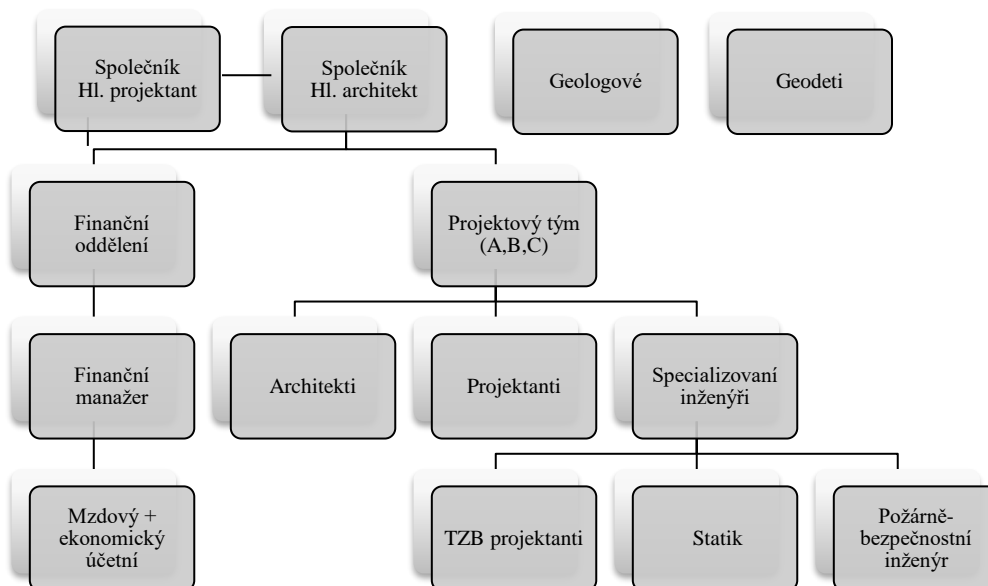 Společník
Hl. projektant
Společník
Hl. architekt
Geologové
Geodeti
Finanční
oddělení
Projektový tým
(A,B,C)
Finanční
manažer
Architekti
Projektanti
Specializovaní
inženýři
Mzdový +
ekonomický
účetní
TZB projektanti
Statik
Požárně-
bezpečnostní
inženýr